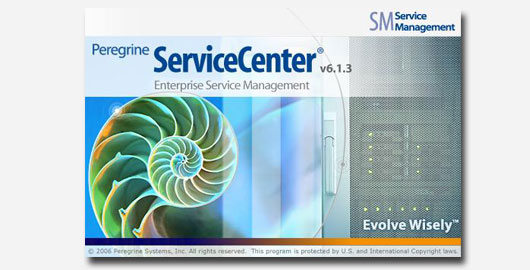 SM Service Management
Peregrine
ServiceCenter® v6.1.3
Enterprise Service Management
Evolve Wisely™
© 2006 Peregrine Systems, Inc. All rights reserved. This program is protected by U.S. and International Copyright laws.